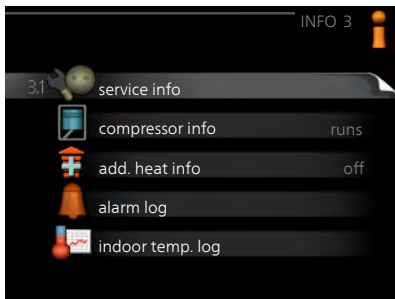 INFO 3
3.1 service info
compressor info runs
add. heat info off
alarm log
indoor temp. log